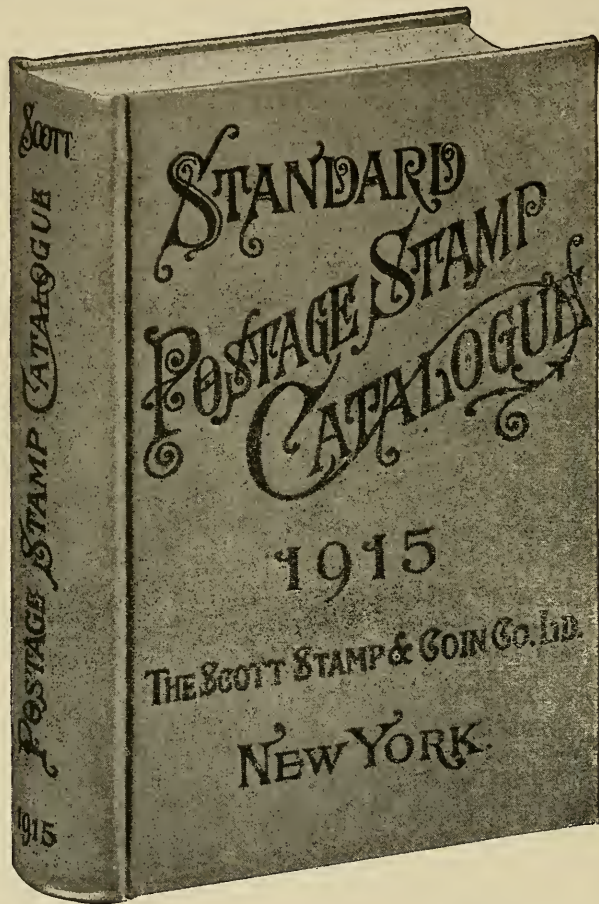 SCOTT
POSTAGE STAMP CATALOGUE
1915
STANDARD
POSTAGE STAMP
CATALOGUE
1915
THE SCOTT STAMP & COIN CO. LTD.
NEW YORK.